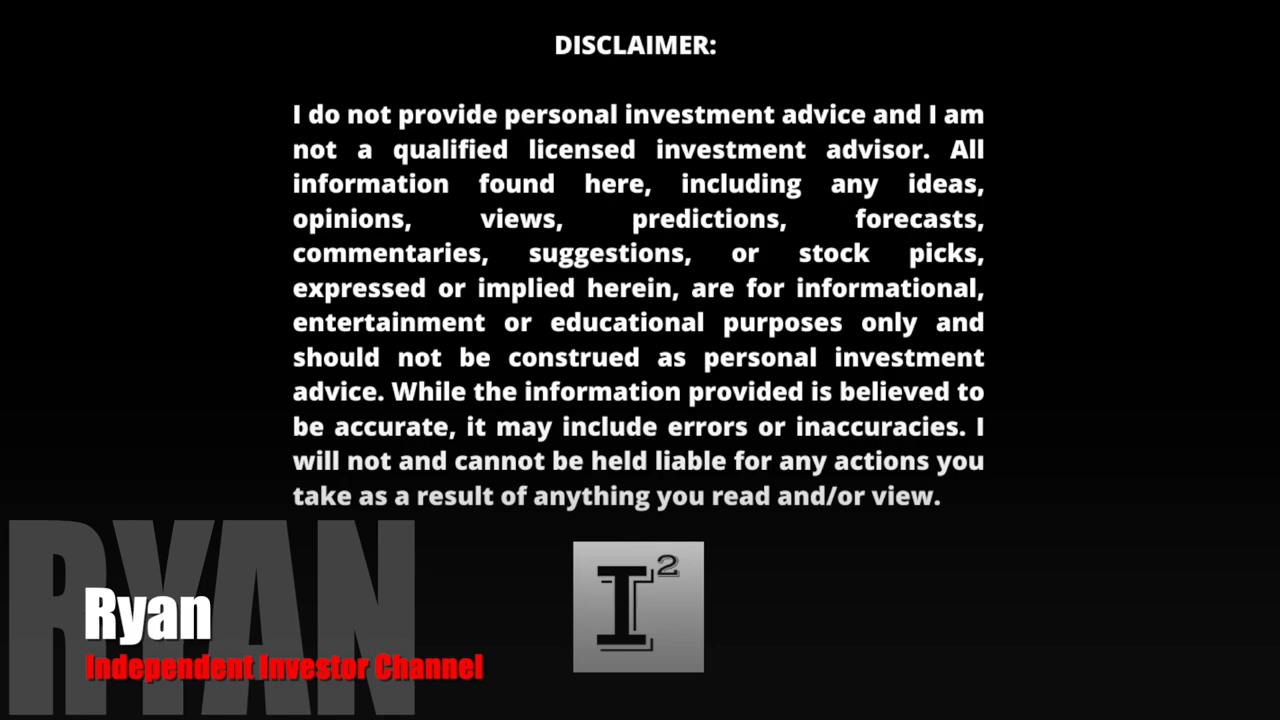 DISCLAIMER:
I do not provide personal investment advice and I am
not a qualified licensed investment advisor. All
information found here, including any ideas,
opinions, views, predictions, forecasts,
commentaries, suggestions, or stock picks,
expressed or implied herein, are for informational,
entertainment or educational purposes only and
should not be construed as personal investment
advice. While the information provided is believed to
be accurate, it may include errors or inaccuracies. I
will not and cannot be held liable for any actions you
take as a result of anything you read and/or view.
RYAN
Ryan
Independent Investor Channel
I²